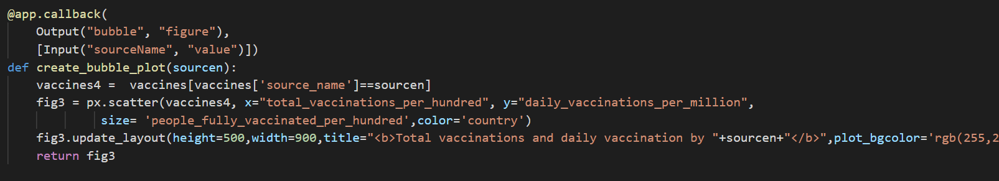 @app.callback(
    Output("bubble", "figure"),
    [Input("sourceName", "value")])
def create_bubble_plot(sourcen):
    vaccines4 =  vaccines[vaccines['source_name']==sourcen]
    fig3 = px.scatter(vaccines4, x="total_vaccinations_per_hundred", y="daily_vaccinations_per_million",
             size= 'people_fully_vaccinated_per_hundred',color='country')
    fig3.update_layout(height=500,width=900,title="<b>Total vaccinations and daily vaccination by "+sourcen+"</b>",plot_bgcolor='rgb(255,2
    return fig3